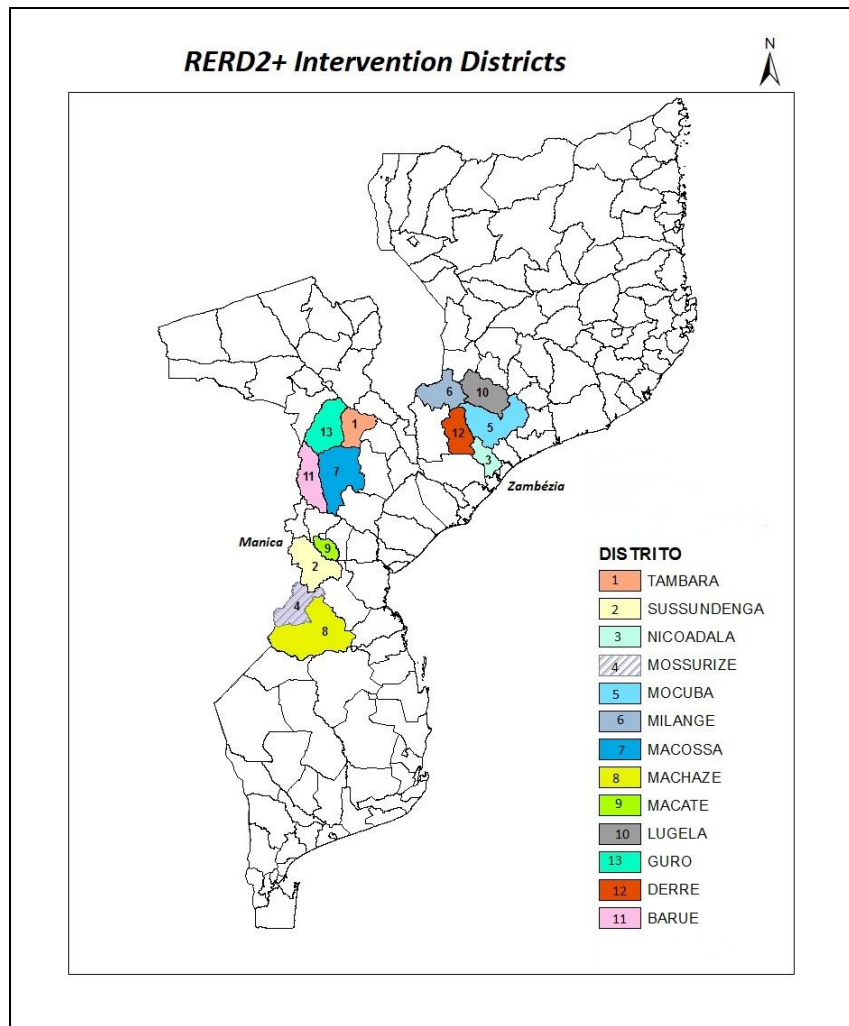 RERD2+ Intervention Districts
N
6
10
13
1
5
12
11
7
3
Zambézia
Manica
9
2
4
8
DISTRITO
1 TAMBARA
2 SUSSUNDENGA
3 NICOADALA
4 MOSSURIZE
5 MOCUBA
6 MILANGE
7 MACOSSA
8 MACHAZE
9 MACATE
10 LUGELA
13 GURO
12 DERRE
11 BARUE